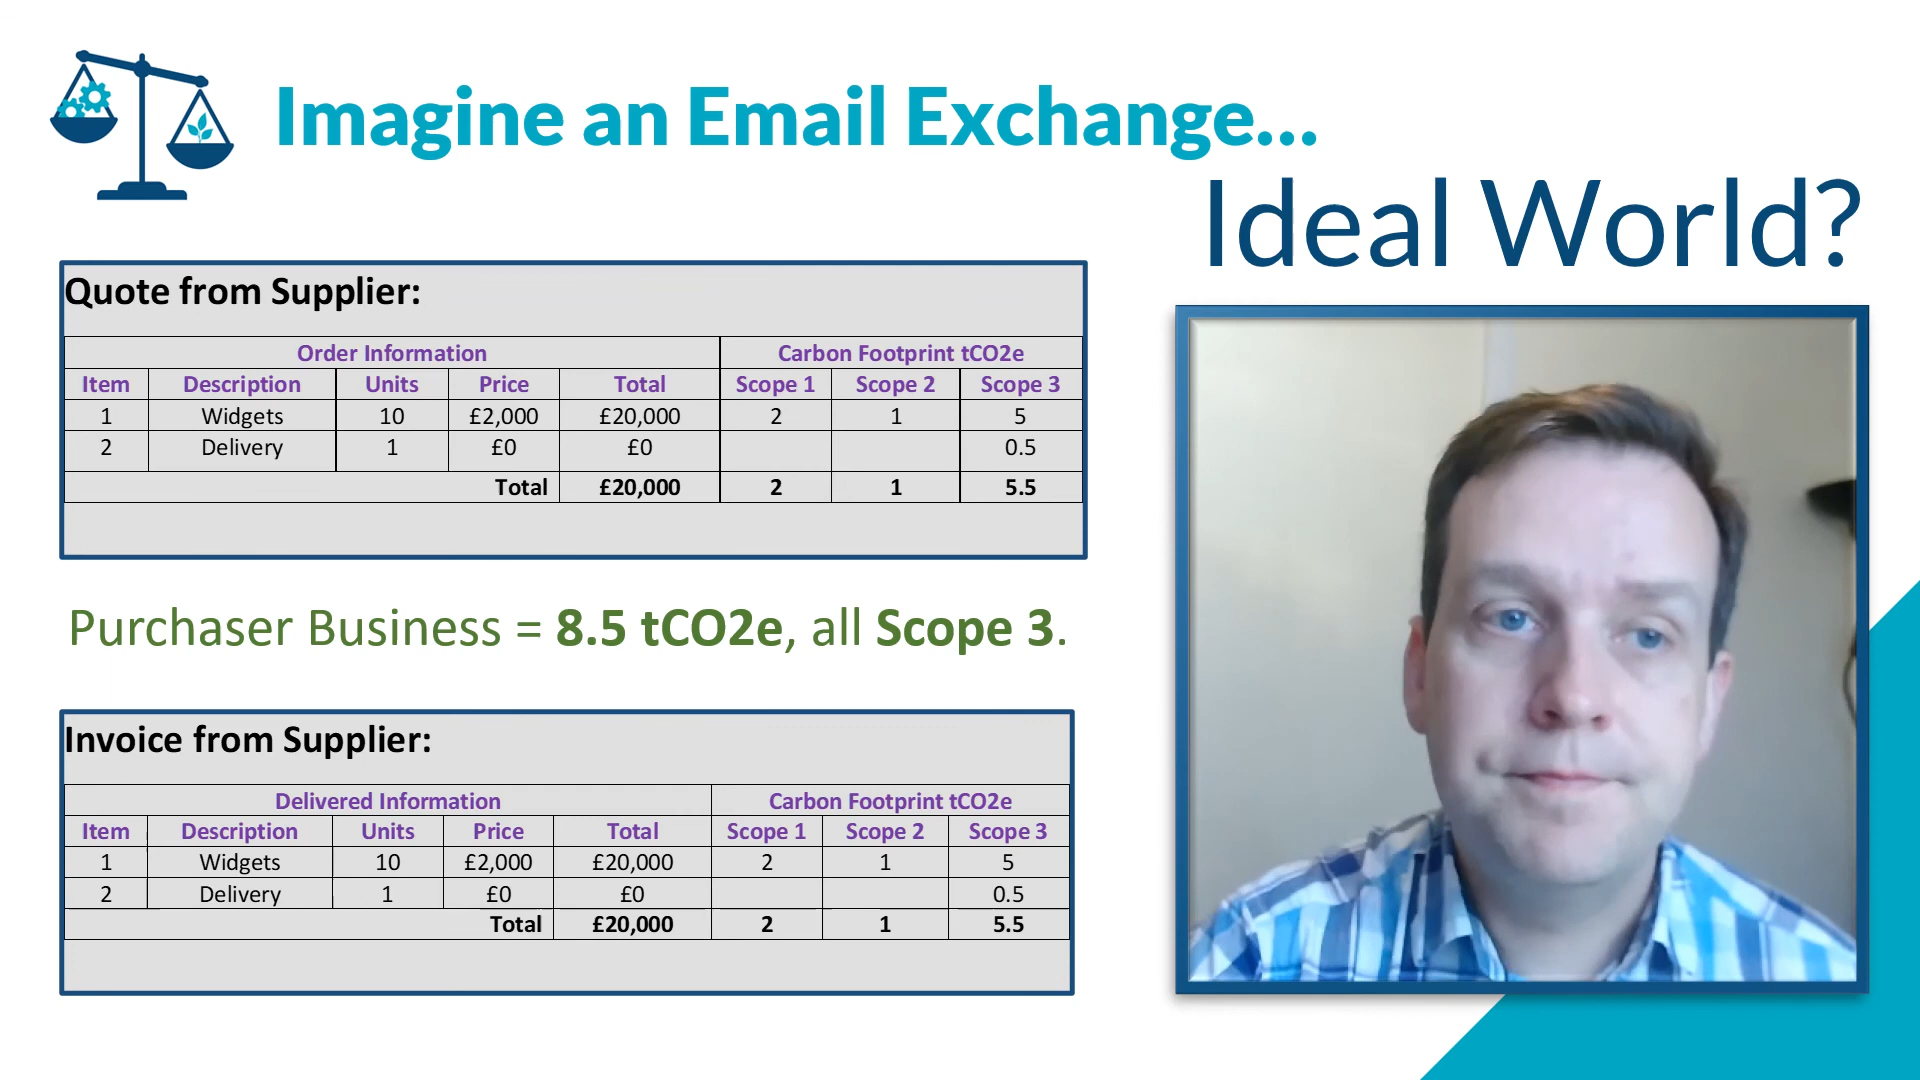 Imagine an Email Exchange...
Ideal World?
Quote from Supplier:
Order Information Carbon Footprint tCO2e
Item Description Units Price Total Scope 1 Scope 2 Scope 3
1 Widgets 10 £2,000 £20,000 2 1 5
2 Delivery 1 £0 £0 0.5
Total £20,000 2 1 5.5
Purchaser Business = 8.5 tCO2e, all Scope 3.
Invoice from Supplier:
Delivered Information Carbon Footprint tCO2e
Item Description Units Price Total Scope 1 Scope 2 Scope 3
1 Widgets 10 £2,000 £20,000 2 1 5
2 Delivery 1 £0 £0 0.5
Total £20,000 2 1 5.5